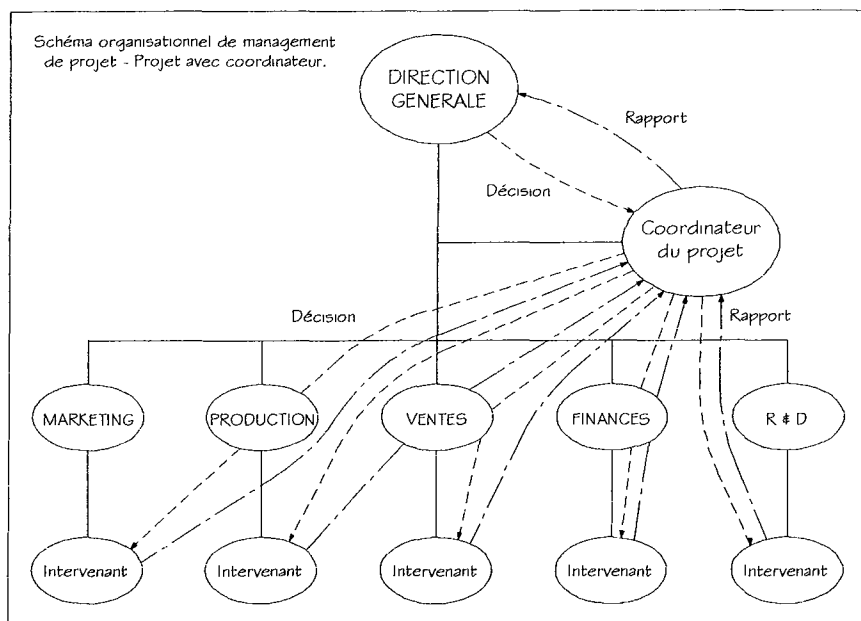 Schéma organisationnel de management
de projet - Projet avec coordinateur.
DIRECTION
GENERALE
Rapport
Décision
Coordinateur
du projet
Décision
Rapport
MARKETING
PRODUCTION
VENTES
FINANCES
R & D
Intervenant
Intervenant
Intervenant
Intervenant
Intervenant